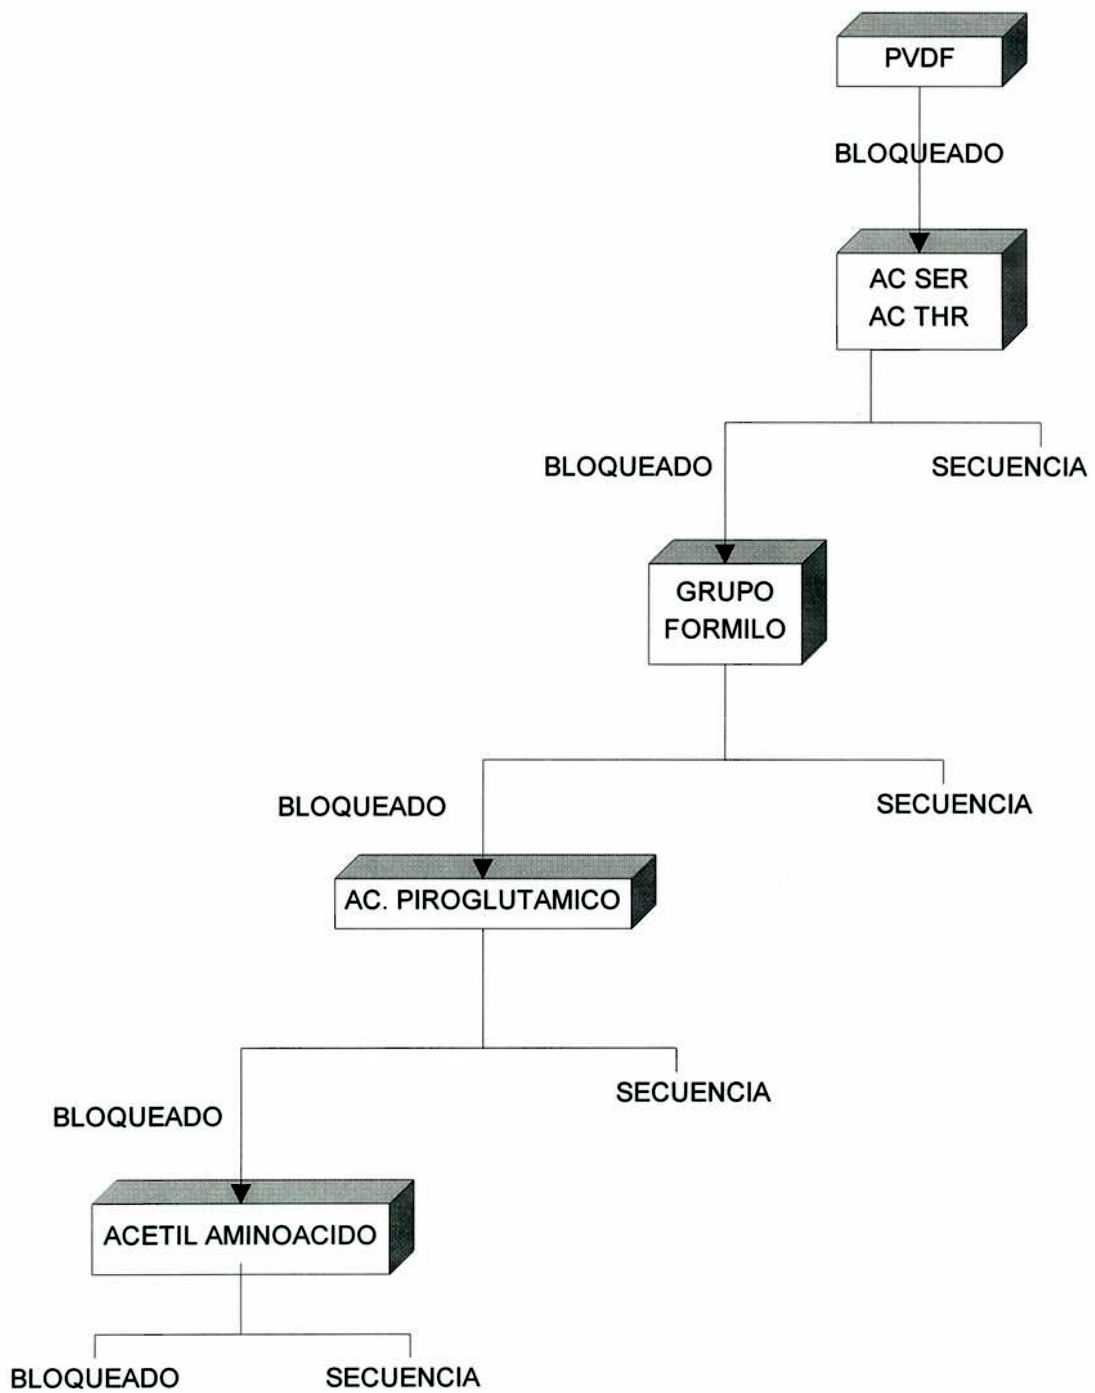 PVDF
BLOQUEADO
AC SER
AC THR
BLOQUEADO
SECUENCIA
GRUPO
FORMILO
BLOQUEADO
SECUENCIA
AC. PIROGLUTAMICO
BLOQUEADO
SECUENCIA
ACETIL AMINOACIDO
BLOQUEADO
SECUENCIA